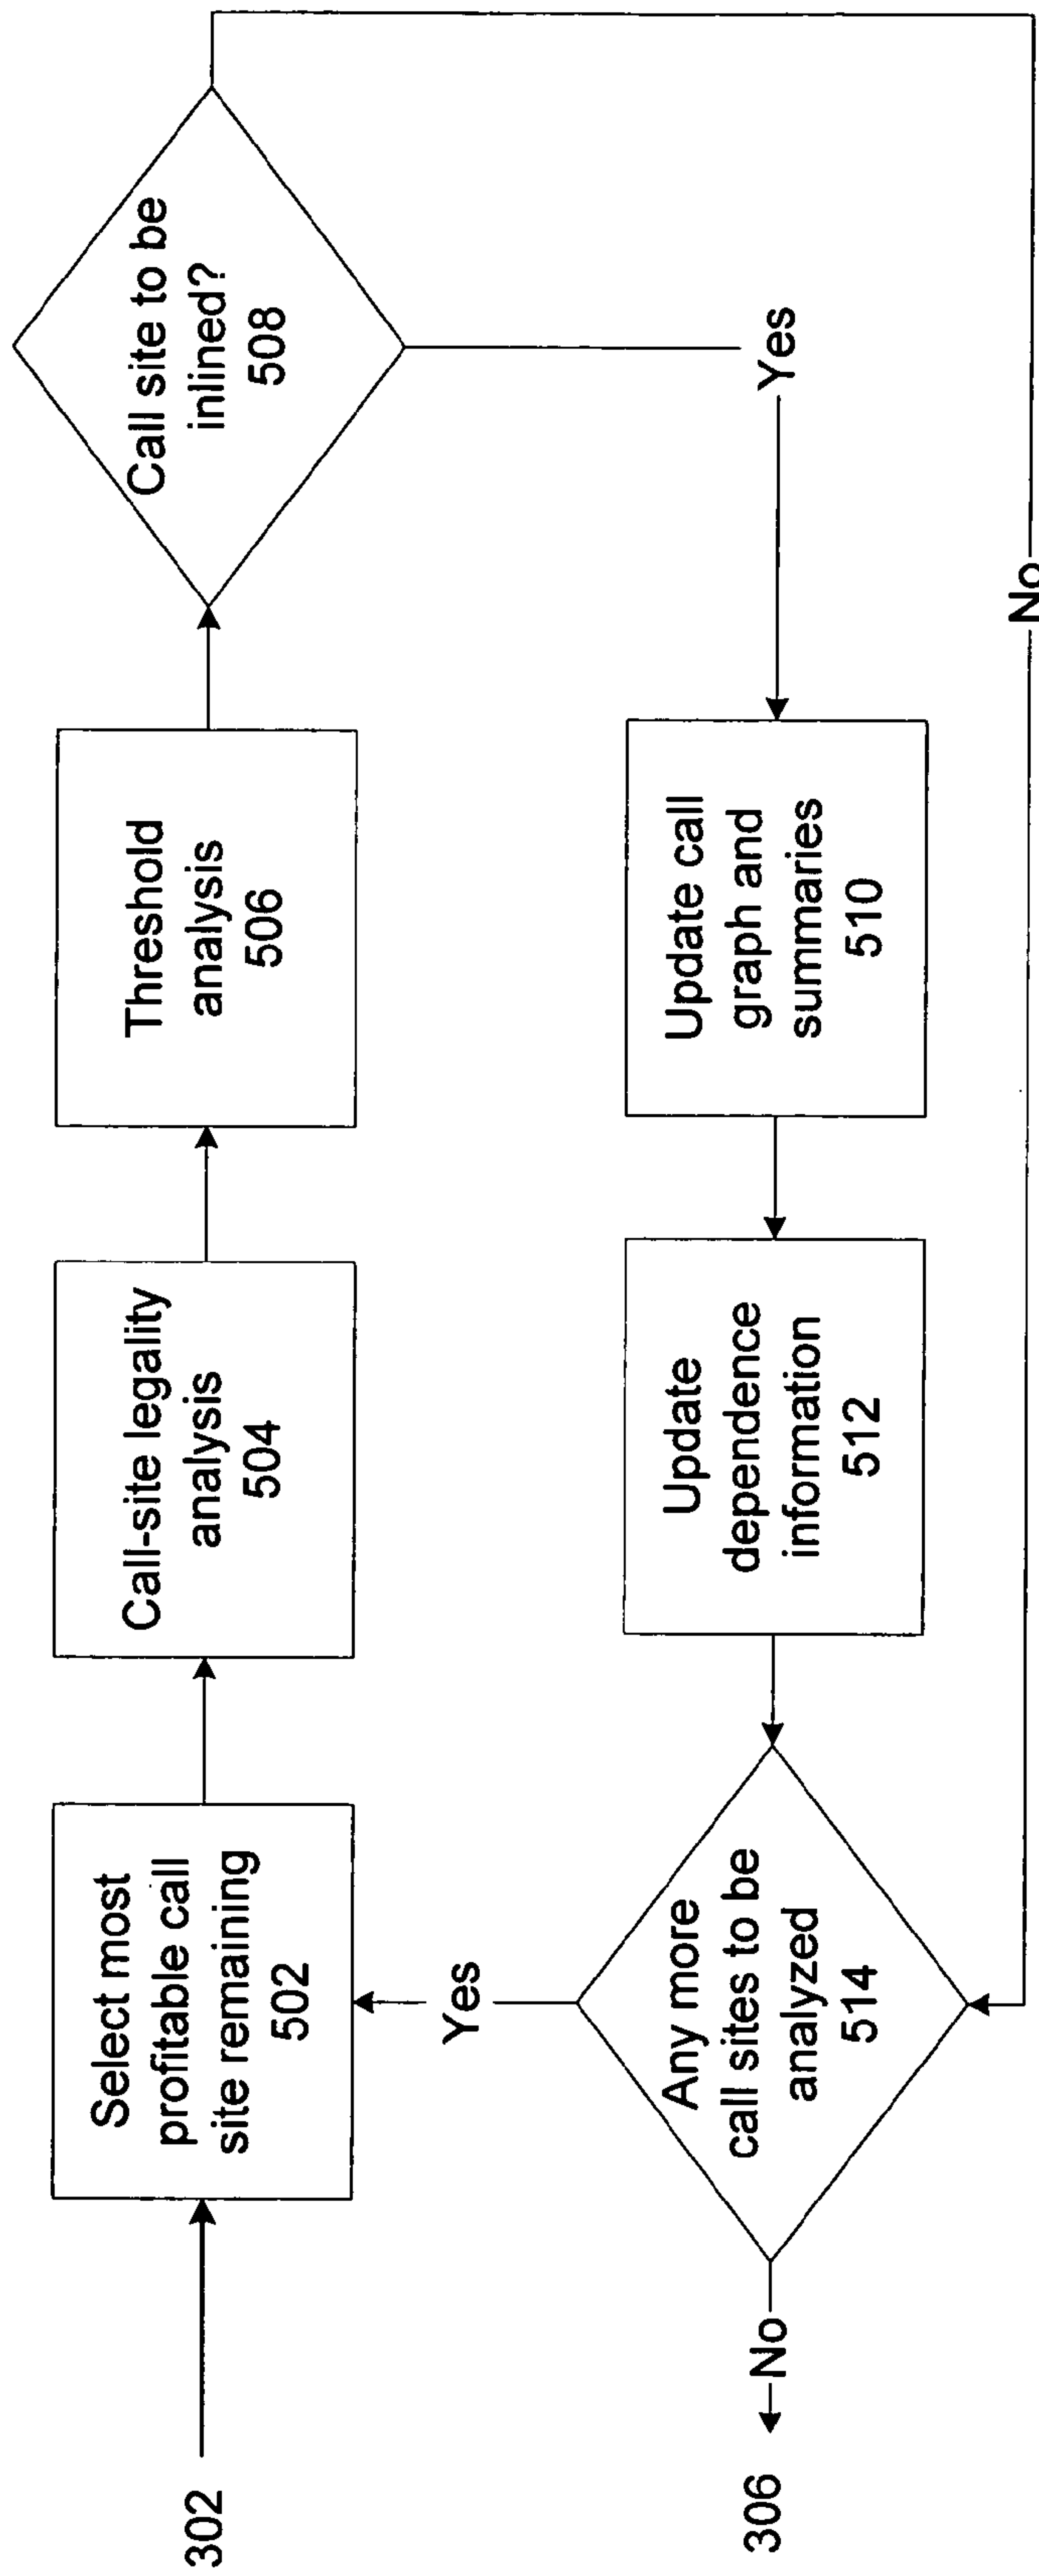 302
Select most
profitable call
site remaining
502
Call-site legality
analysis
504
Threshold
analysis
506
Call site to be
inlined?
508
Yes
Update call
graph and
summaries
510
Update
dependence
information
512
Any more
call sites to be
analyzed
514
Yes
No
306
No